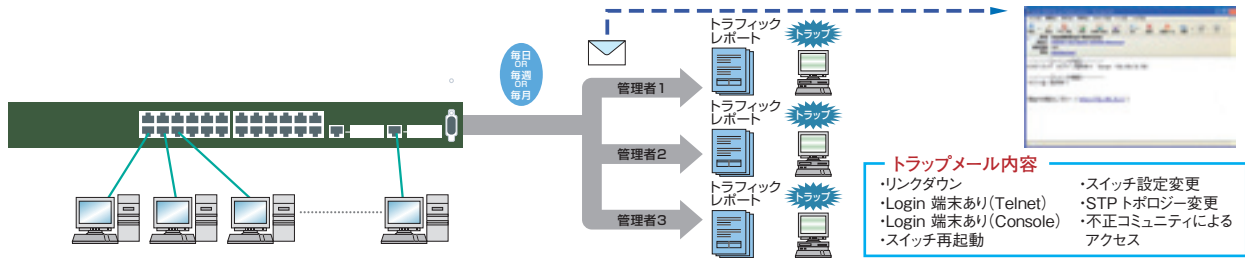 毎日
OR
毎週
OR
毎月
管理者1
トラフィック
レポート
トラップ
管理者2
トラフィック
レポート
トラップ
管理者3
トラフィック
レポート
トラップ
トラップメール内容
・リンクダウン
・Login 端末あり(Telnet)
・Login 端末あり(Console)
・スイッチ再起動
・スイッチ設定変更
・STP トポロジー変更
・不正コミュニティによる
アクセス